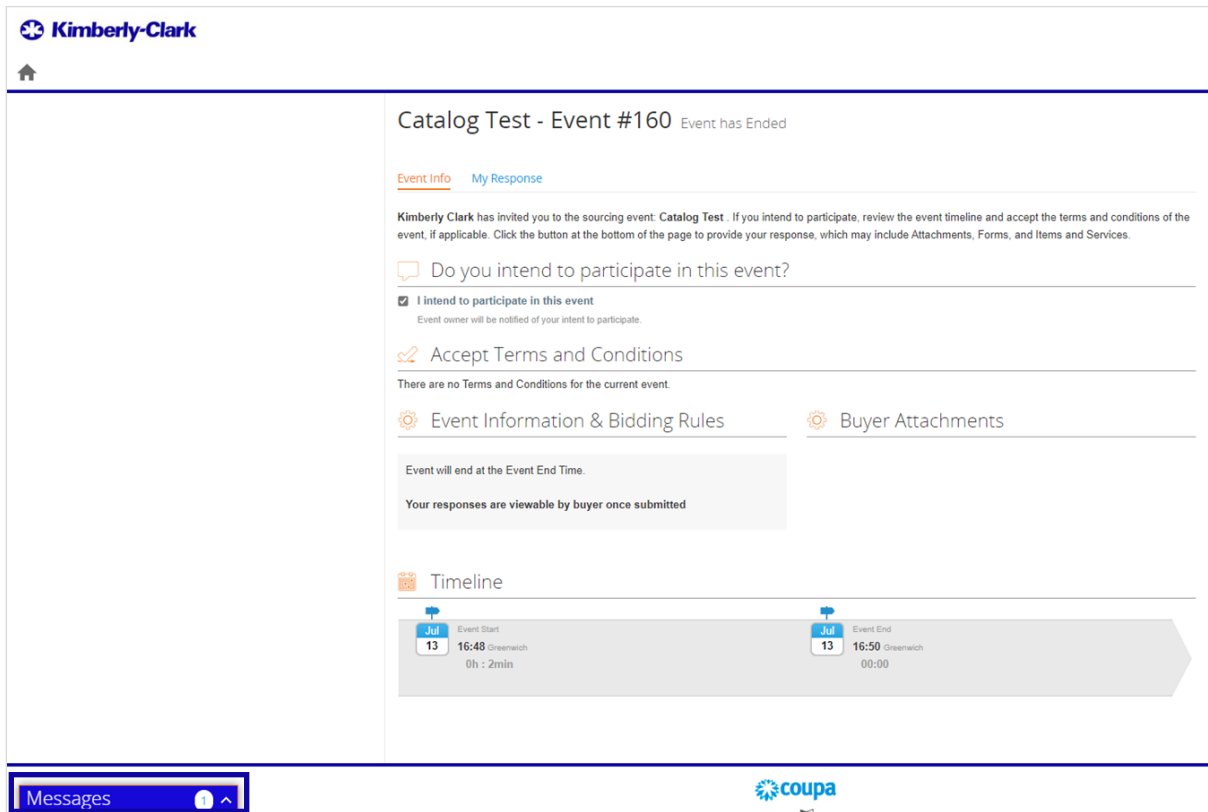 Kimberly-Clark
Catalog Test - Event #160 Event has Ended
Event Info My Response
Kimberly Clark has invited you to the sourcing event: Catalog Test . If you intend to participate, review the event timeline and accept the terms and conditions of the
event, if applicable. Click the button at the bottom of the page to provide your response, which may include Attachments, Forms, and Items and Services.
Do you intend to participate in this event?
I intend to participate in this event
Event owner will be notified of your intent to participate.
Accept Terms and Conditions
There are no Terms and Conditions for the current event.
Event Information & Bidding Rules
Buyer Attachments
Event will end at the Event End Time.
Your responses are viewable by buyer once submitted
Timeline
Jul
13
Event Start
16:48 Greenwich
0h : 2min
Jul
13
Event End
16:50 Greenwich
00:00
Messages 1
coupa